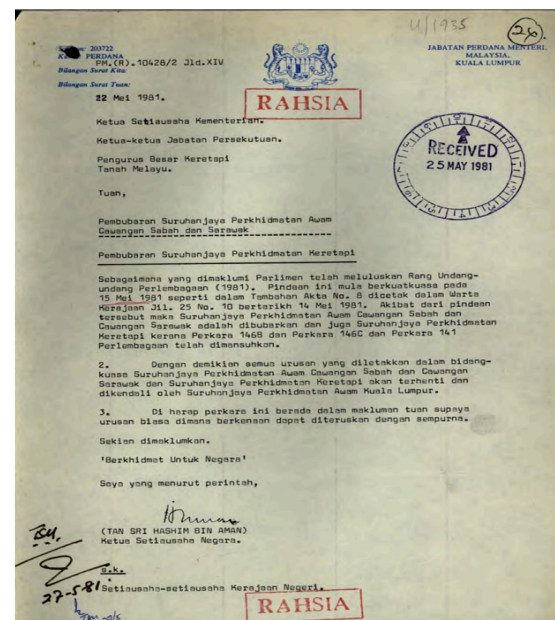 U/1935
26.
203722
PERDANA
PM.(R).10428/2 Jld.XIV
Bilangan Surat Kita:
Bilangan Surat Tuan:
JABATAN PERDANA MENTERI,
MALAYSIA,
KUALA LUMPUR
22 Mei 1981.
RAHSIA
RECEIVED
25 MAY 1981
Ketua Setiausaha Kementerian.
Ketua-ketua Jabatan Persekutuan.
Pengurus Besar Keretapi
Tanah Melayu.
Tuan,
Pembubaran Suruhanjaya Perkhidmatan Awam
Cawangan Sabah dan Sarawak
Pembubaran Suruhanjaya Perkhidmatan Keretapi
Sebagaimana yang dimaklumi Parlimen telah meluluskan Rang Undang-
undang Perlembagaan (1981). Pindaan ini mula berkuatkuasa pada
15 Mei 1981 seperti dalam Tambahan Akta No. 8 dicetak dalam Warta
Kerajaan Jil. 25 No. 10 bertarikh 14 Mei 1981. Akibat dari pindaan
tersebut maka Suruhanjaya Perkhidmatan Awam Cawangan Sabah dan
Cawangan Sarawak adalah dibubarkan dan juga Suruhanjaya Perkhidmatan
Keretapi kerana Perkara 146B dan Perkara 146C dan Perkara 141
Perlembagaan telah dimansuhkan.
2. Dengan demikian semua urusan yang diletakkan dalam bidang-
kuasa Suruhanjaya Perkhidmatan Awam Cawangan Sabah dan Cawangan
Sarawak dan Suruhanjaya Perkhidmatan Keretapi akan terhenti dan
dikendali oleh Suruhanjaya Perkhidmatan Awam Kuala Lumpur.
3. Di harap perkara ini berada dalam makluman tuan supaya
urusan biasa dimana berkenaan dapat diteruskan dengan sempurna.
Sekian dimaklumkan.
'Berkhidmat Untuk Negara'
Saya yang menurut perintah,
(TAN SRI HASHIM BIN AMAN)
Ketua Setiausaha Negara.
s.k.
Setiausaha-setiausaha Kerajaan Negeri.
27-5-81
RAHSIA